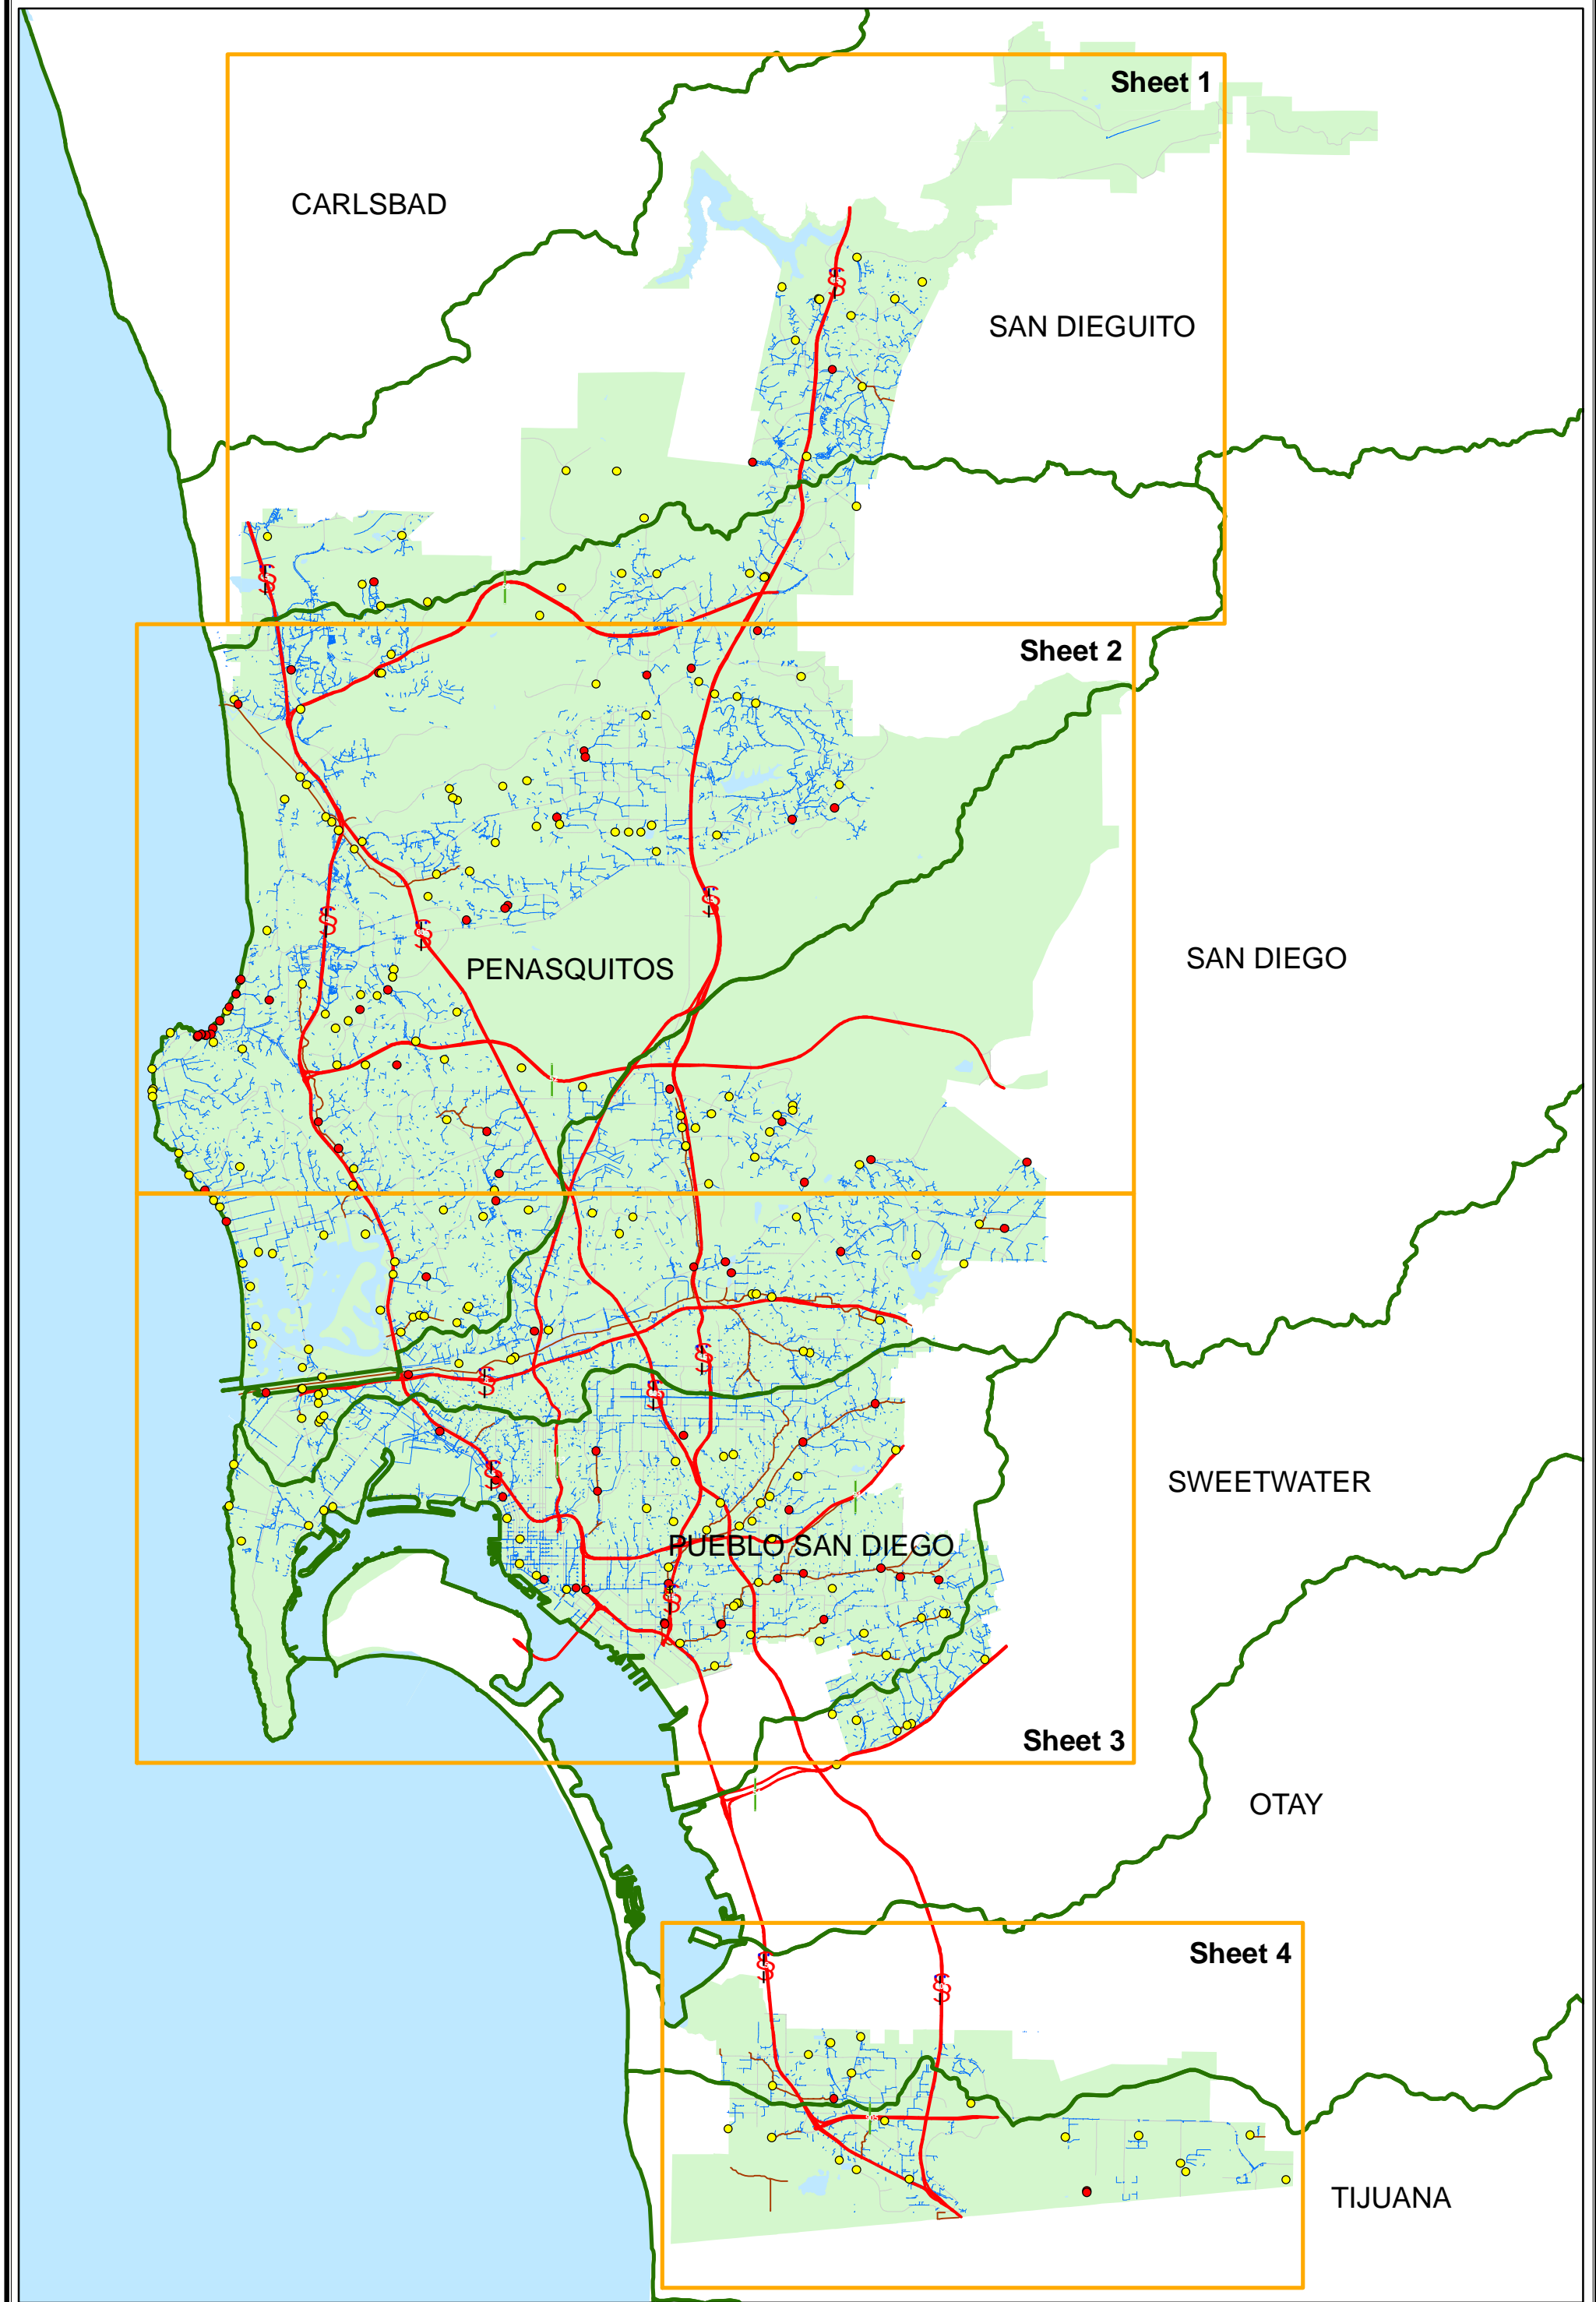 Sheet 1
CARLSBAD
SAN DIEGUITO
Sheet 2
PENASQUITOS
SAN DIEGO
SWEETWATER
PUEBLO SAN DIEGO
Sheet 3
OTAY
Sheet 4
905
TIJUANA